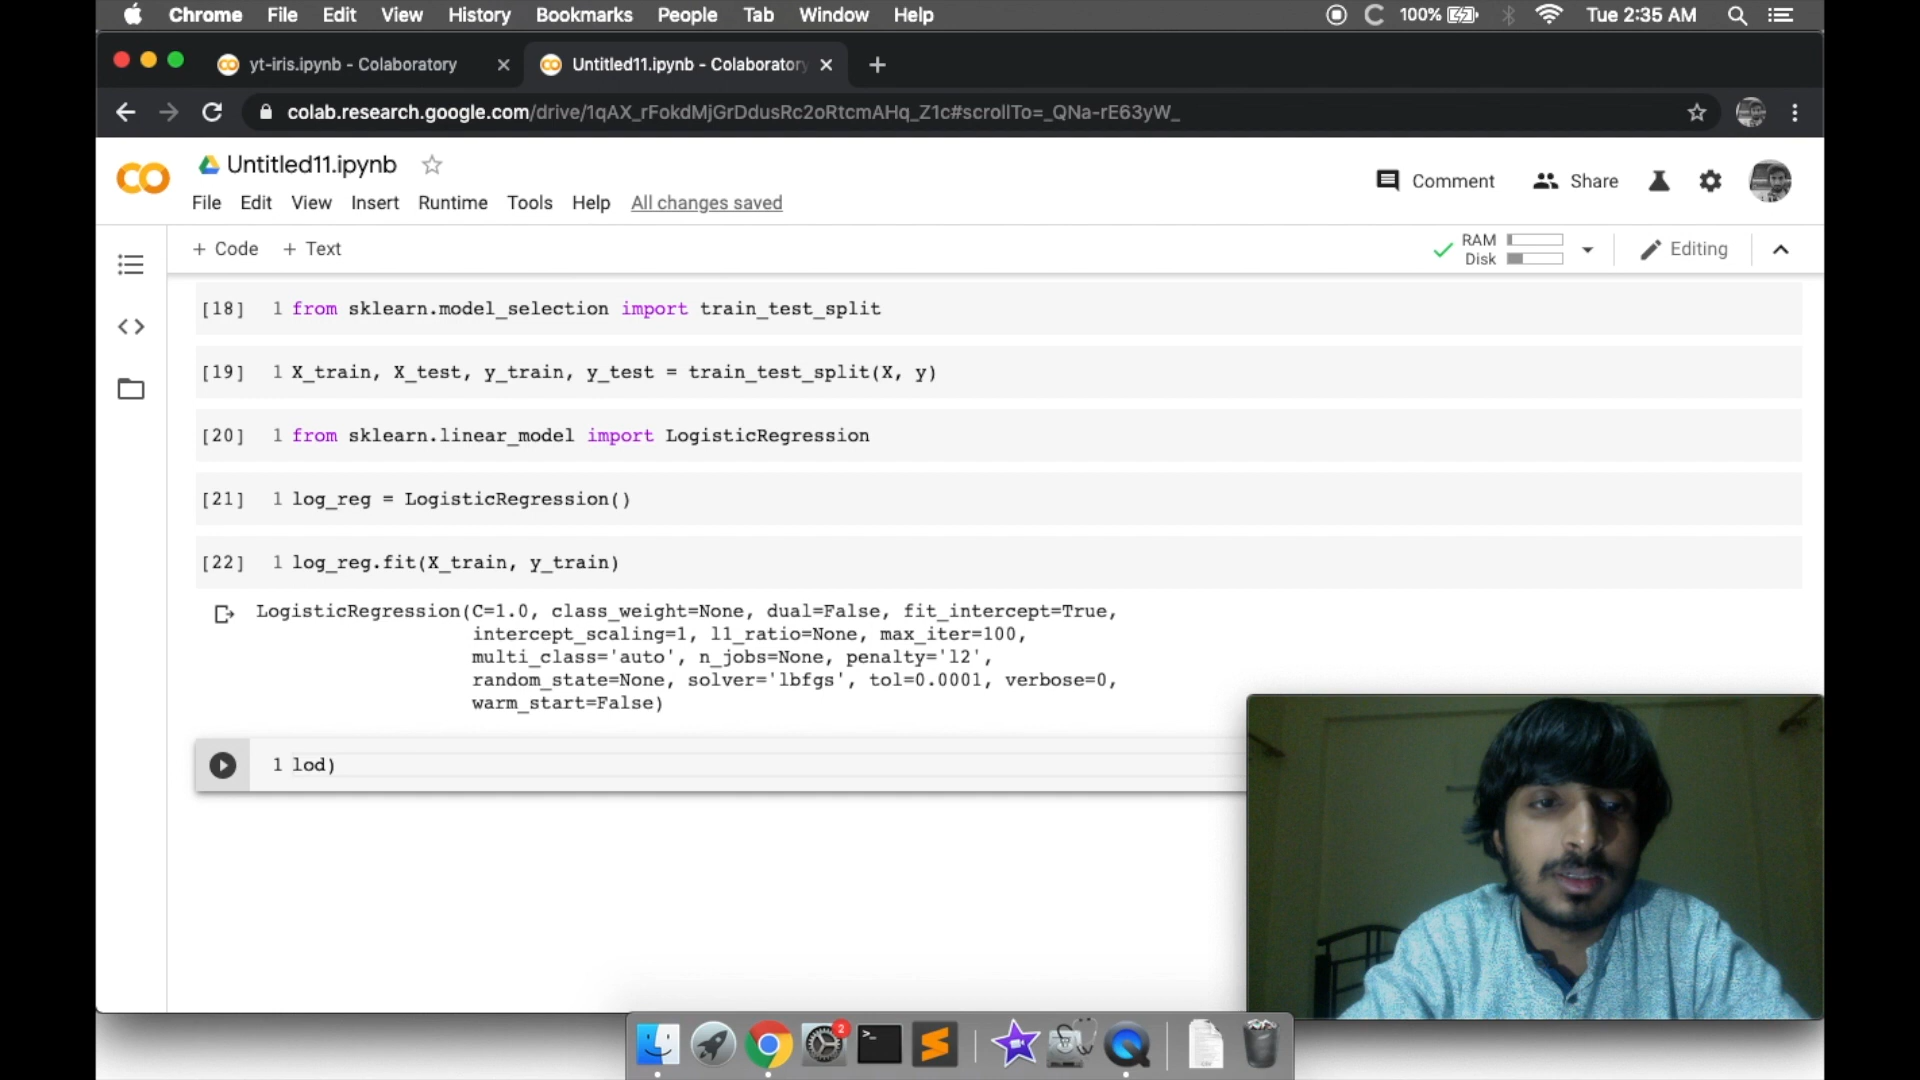 Chrome File Edit View History Bookmarks People Tab Window Help 100% Tue 2:35 AM
yt-iris.ipynb - Colaboratory Untitled11.ipynb - Colaboratory
colab.research.google.com/drive/1qAX_rFokdMjGrDdusRc2oRtcmAHq_Z1c#scrollTo=_QNa-rE63yW_
Untitled11.ipynb
Comment Share
File Edit View Insert Runtime Tools Help All changes saved
+ Code + Text RAM Disk Editing
[18] 1 from sklearn.model_selection import train_test_split
[19] 1 X_train, X_test, y_train, y_test = train_test_split(X, y)
[20] 1 from sklearn.linear_model import LogisticRegression
[21] 1 log_reg = LogisticRegression()
[22] 1 log_reg.fit(X_train, y_train)
LogisticRegression(C=1.0, class_weight=None, dual=False, fit_intercept=True,
intercept_scaling=1, l1_ratio=None, max_iter=100,
multi_class='auto', n_jobs=None, penalty='l2',
random_state=None, solver='lbfgs', tol=0.0001, verbose=0,
warm_start=False)
1 lod)
2